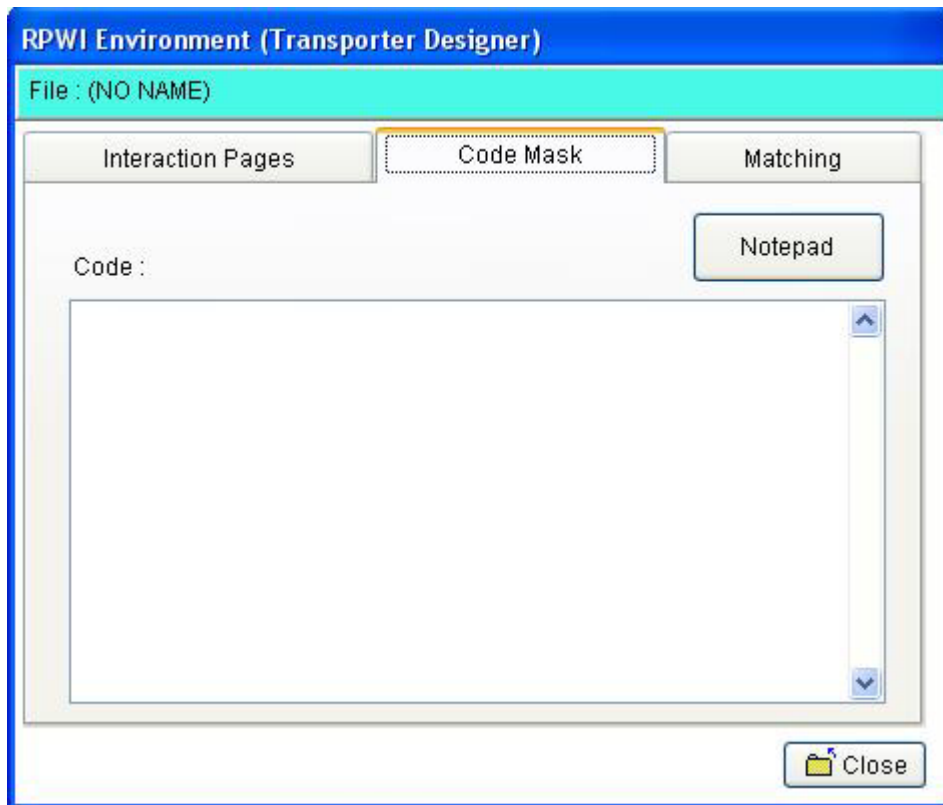 RPWI Environment (Transporter Designer)
File : (NO NAME)
Interaction Pages
Code Mask
Matching
Notepad
Code :
Close